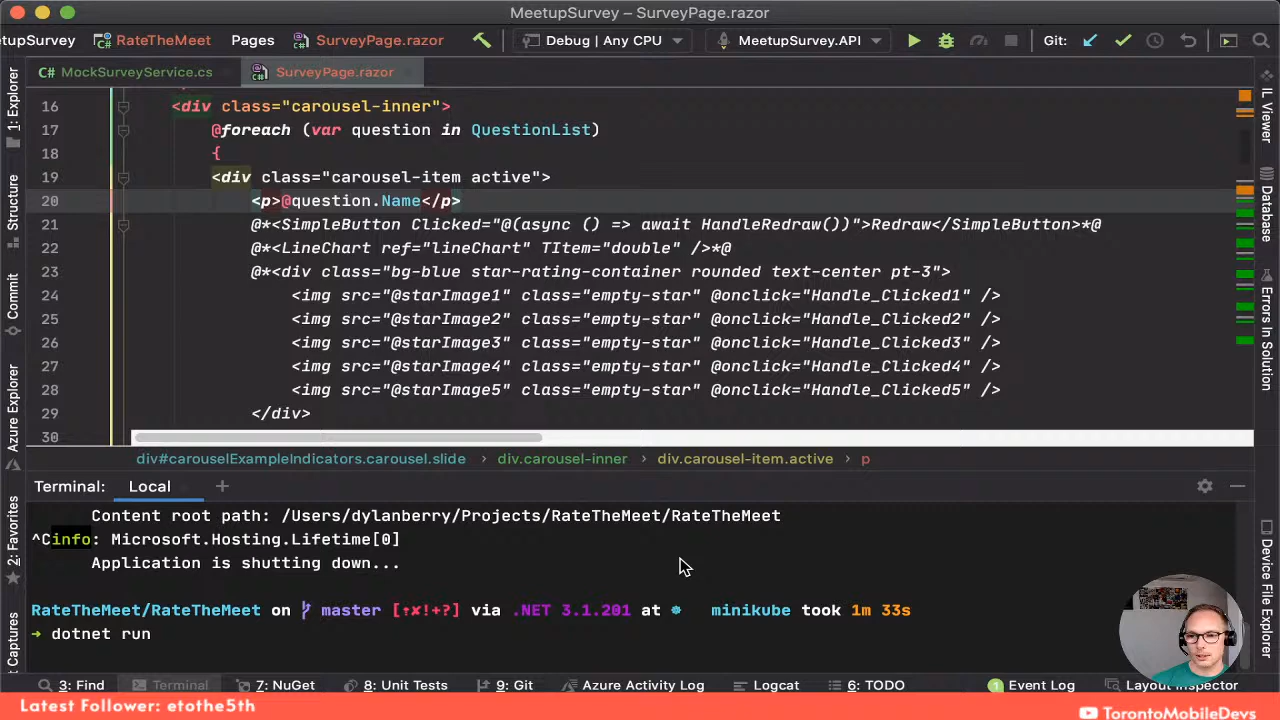 MeetupSurvey – SurveyPage.razor
tupSurvey RateTheMeet Pages SurveyPage.razor Debug | Any CPU MeetupSurvey.API Git:
C# MockSurveyService.cs SurveyPage.razor
16 <div class="carousel-inner">
17 @foreach (var question in QuestionList)
18 {
19 <div class="carousel-item active">
20 <p>@question.Name</p>
21 @*<SimpleButton Clicked="@(async () => await HandleRedraw())">Redraw</SimpleButton>*@
22 @*<LineChart ref="lineChart" TItem="double" />*@
23 @*<div class="bg-blue star-rating-container rounded text-center pt-3">
24 <img src="@starImage1" class="empty-star" @onclick="Handle_Clicked1" />
25 <img src="@starImage2" class="empty-star" @onclick="Handle_Clicked2" />
26 <img src="@starImage3" class="empty-star" @onclick="Handle_Clicked3" />
27 <img src="@starImage4" class="empty-star" @onclick="Handle_Clicked4" />
28 <img src="@starImage5" class="empty-star" @onclick="Handle_Clicked5" />
29 </div>
30
div#carouselExampleIndicators.carousel.slide › div.carousel-inner › div.carousel-item.active › p
Terminal: Local +
Content root path: /Users/dylanberry/Projects/RateTheMeet/RateTheMeet
^Cinfo: Microsoft.Hosting.Lifetime[0]
Application is shutting down...
RateTheMeet/RateTheMeet on master [⇡✘!+?] via .NET 3.1.201 at minikube took 1m 33s
➜ dotnet run
3: Find Terminal 7: NuGet 8: Unit Tests 9: Git Azure Activity Log Logcat 6: TODO 1 Event Log Layout Inspector
Latest Follower: etothe5th
TorontoMobileDevs
1: Explorer
Structure
Commit
Azure Explorer
2: Favorites
t Captures
IL Viewer
Database
Errors In Solution
Device File Explorer